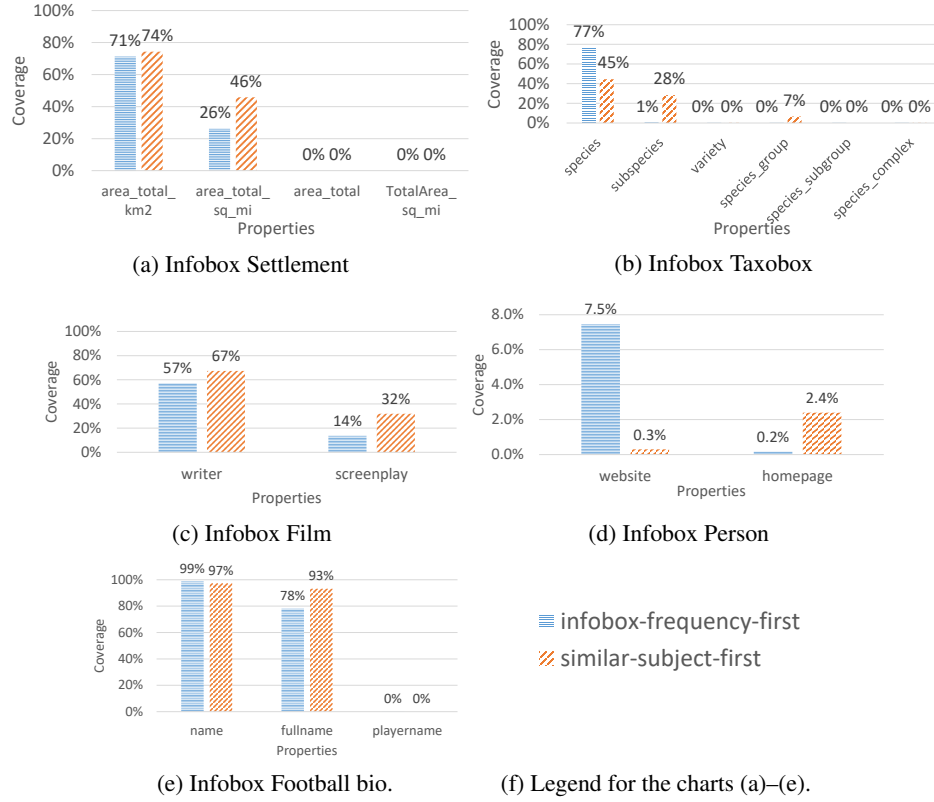 100%
80%
60%
40%
20%
0%
Coverage
71%
74%
26%
46%
0% 0%
0% 0%
area_total_
km2
area_total_
sq_mi
area_total
TotalArea_
sq_mi
Properties
(a) Infobox Settlement
100%
80%
60%
40%
20%
0%
Coverage
77%
45%
1%
28%
0% 0%
0%
7%
0% 0%
0% 0%
species
subspecies
variety
species_group
species_subgroup
species_complex
Properties
(b) Infobox Taxobox
100%
80%
60%
40%
20%
0%
Coverage
57%
67%
14%
32%
writer
screenplay
Properties
(c) Infobox Film
8.0%
6.0%
4.0%
2.0%
0.0%
Coverage
7.5%
0.3%
0.2%
2.4%
website
homepage
Properties
(d) Infobox Person
100%
80%
60%
40%
20%
0%
Coverage
99%
97%
78%
93%
0% 0%
name
fullname
playername
Properties
(e) Infobox Football bio.
infobox-frequency-first
similar-subject-first
(f) Legend for the charts (a)–(e).